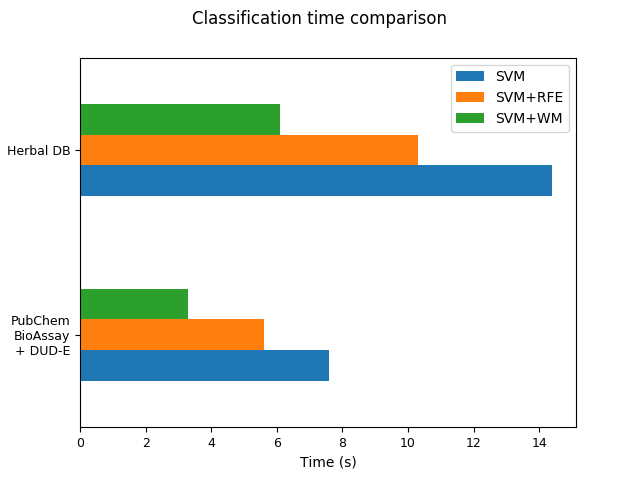 Classification time comparison
SVM
SVM+RFE
SVM+WM
Herbal DB
PubChem
BioAssay
+ DUD-E
0 2 4 6 8 10 12 14
Time (s)